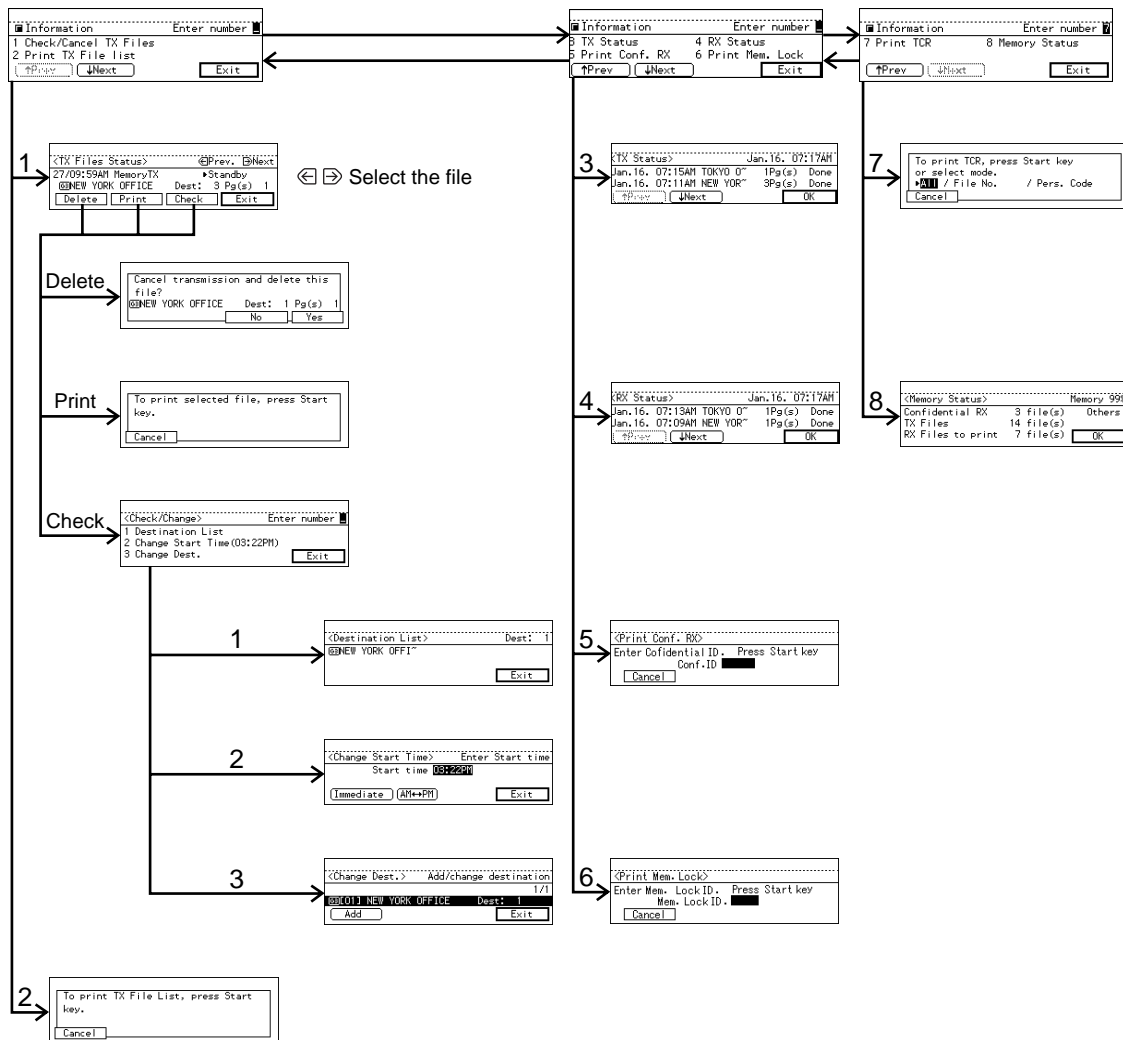 Information Enter number
1 Check/Cancel TX Files
2 Print TX File list
↑Prev ↓Next Exit
Information Enter number
3 TX Status 4 RX Status
5 Print Conf. RX 6 Print Mem. Lock
↑Prev ↓Next Exit
Information Enter number 7
7 Print TCR 8 Memory Status
↑Prev ↓Next Exit
1
<TX Files Status> ←Prev. →Next
27/09:59AM MemoryTX ▶Standby
G3 NEW YORK OFFICE Dest: 3 Pg(s) 1
Delete Print Check Exit
← → Select the file
Delete
Cancel transmission and delete this
file?
G3 NEW YORK OFFICE Dest: 1 Pg(s) 1
No Yes
Print
To print selected file, press Start
key.
Cancel
Check
<Check/Change> Enter number
1 Destination List
2 Change Start Time(03:22PM)
3 Change Dest. Exit
1
<Destination List> Dest: 1
G3 NEW YORK OFFI~
Exit
2
<Change Start Time> Enter Start time
Start time 03:22PM
Immediate AM↔PM Exit
3
<Change Dest.> Add/change destination
1/1
G3[01] NEW YORK OFFICE Dest: 1
Add Exit
2
To print TX File List, press Start
key.
Cancel
3
<TX Status> Jan.16. 07:17AM
Jan.16. 07:15AM TOKYO O~ 1Pg(s) Done
Jan.16. 07:11AM NEW YOR~ 3Pg(s) Done
↑Prev ↓Next OK
4
<RX Status> Jan.16. 07:17AM
Jan.16. 07:13AM TOKYO O~ 1Pg(s) Done
Jan.16. 07:09AM NEW YOR~ 1Pg(s) Done
↑Prev ↓Next OK
5
<Print Conf. RX>
Enter Cofidential ID. Press Start key
Conf.ID
Cancel
6
<Print Mem. Lock>
Enter Mem. Lock ID. Press Start key
Mem. Lock ID.
Cancel
7
To print TCR, press Start key
or select mode.
▶All / File No. / Pers. Code
Cancel
8
<Memory Status> Memory 99%
Confidential RX 3 file(s) Others
TX Files 14 file(s)
RX Files to print 7 file(s) OK